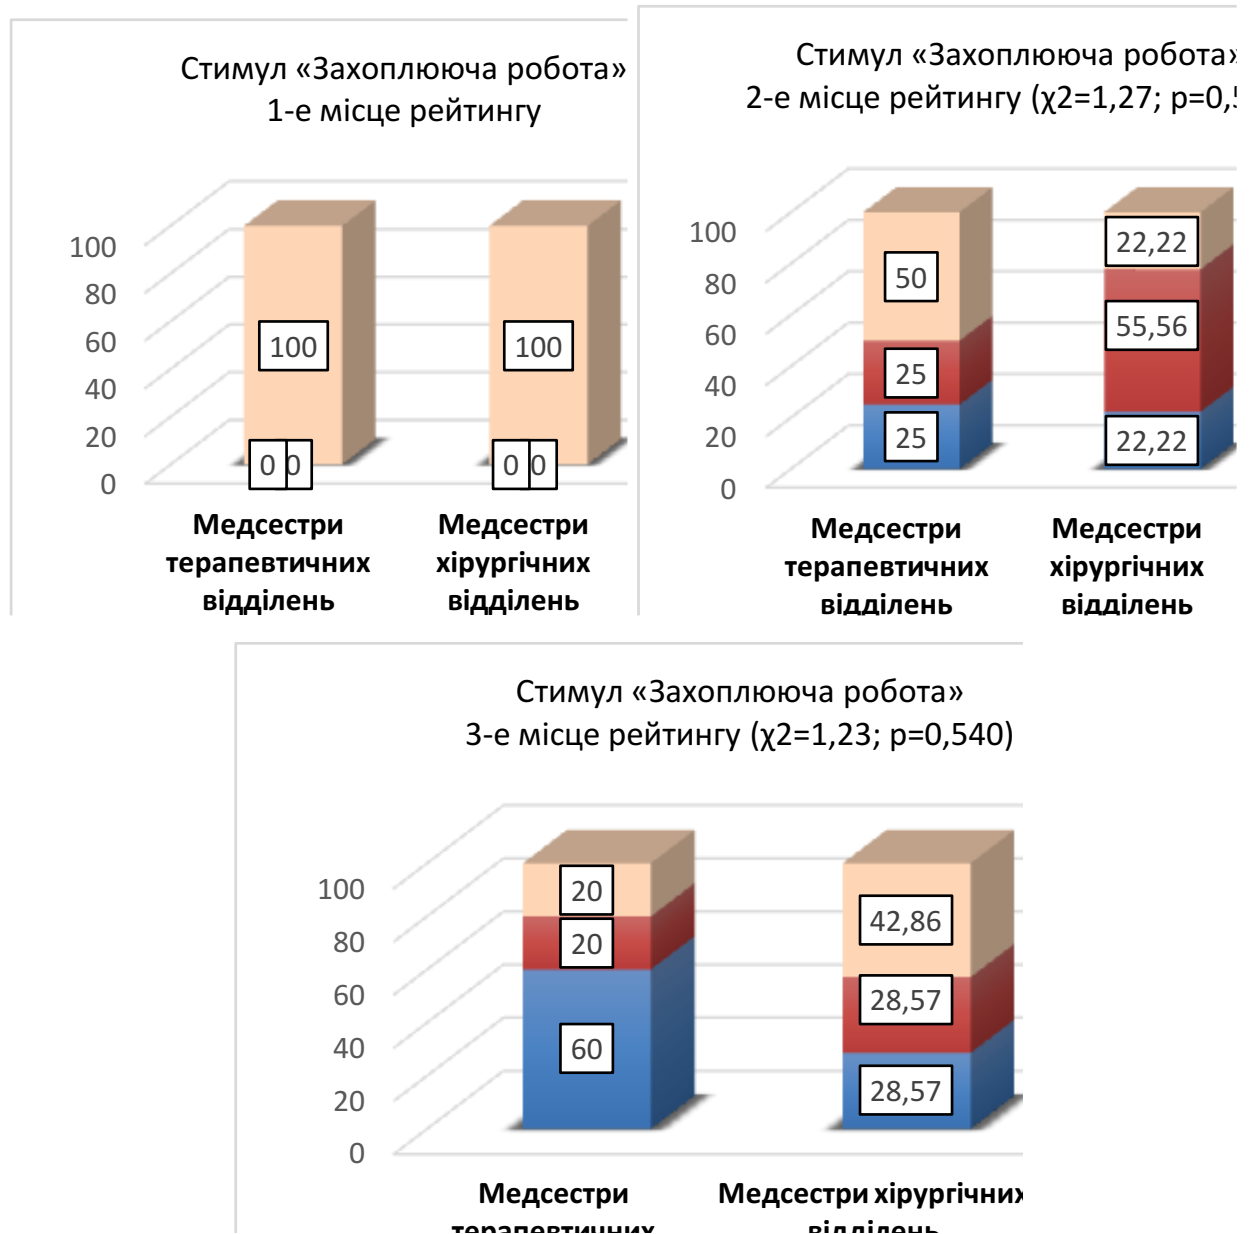 Стимул «Захоплююча робота»
1-е місце рейтингу
100
80
60
40
20
0
100
0
0
100
0
0
Медсестри
терапевтичних
відділень
Медсестри
хірургічних
відділень
Стимул «Захоплююча робота»
2-е місце рейтингу (χ2=1,27; p=0,5
100
80
60
40
20
0
50
25
25
22,22
55,56
22,22
Медсестри
терапевтичних
відділень
Медсестри
хірургічних
відділень
Стимул «Захоплююча робота»
3-е місце рейтингу (χ2=1,23; p=0,540)
100
80
60
40
20
0
20
20
60
42,86
28,57
28,57
Медсестри
терапевтичних
Медсестри хірургічних
відділень